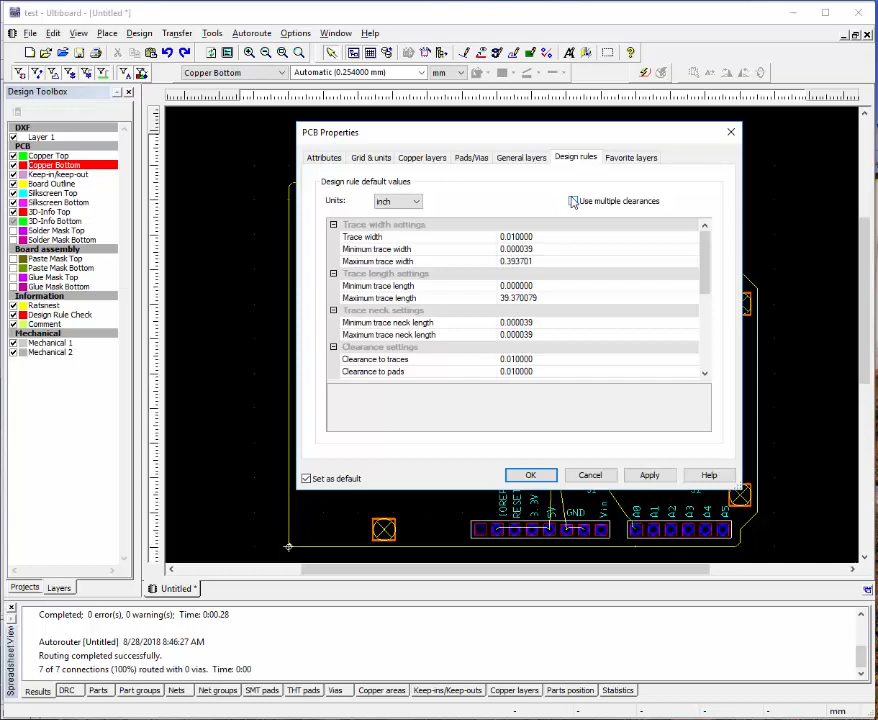 test - Ultiboard - [Untitled *]
File Edit View Place Design Transfer Tools Autoroute Options Window Help
Copper Bottom Automatic (0.254000 mm) mm
Design Toolbox
DXF
Layer 1
PCB
Copper Top
Copper Bottom
Keep-in/keep-out
Board Outline
Silkscreen Top
Silkscreen Bottom
3D-Info Top
3D-Info Bottom
Solder Mask Top
Solder Mask Bottom
Board assembly
Paste Mask Top
Paste Mask Bottom
Glue Mask Top
Glue Mask Bottom
Information
Ratsnest
Design Rule Check
Comment
Mechanical
Mechanical 1
Mechanical 2
Projects Layers
PCB Properties
Attributes Grid & units Copper layers Pads/Vias General layers Design rules Favorite layers
Design rule default values
Units: inch Use multiple clearances
Trace width settings
Trace width 0.010000
Minimum trace width 0.000039
Maximum trace width 0.393701
Trace length settings
Minimum trace length 0.000000
Maximum trace length 39.370079
Trace neck settings
Minimum trace neck length 0.000039
Maximum trace neck length 0.000039
Clearance settings
Clearance to traces 0.010000
Clearance to pads 0.010000
Set as default OK Cancel Apply Help
RESET 3.3V 5V GND Vin A0 A1 A2 A3 A4 A5
Untitled *
Spreadsheet View
Completed; 0 error(s), 0 warning(s); Time: 0:00.28
Autorouter [Untitled] 8/28/2018 8:46:27 AM
Routing completed successfully.
7 of 7 connections (100%) routed with 0 vias. Time: 0:00
Results DRC Parts Part groups Nets Net groups SMT pads THT pads Vias Copper areas Keep-ins/Keep-outs Copper layers Parts position Statistics
mm